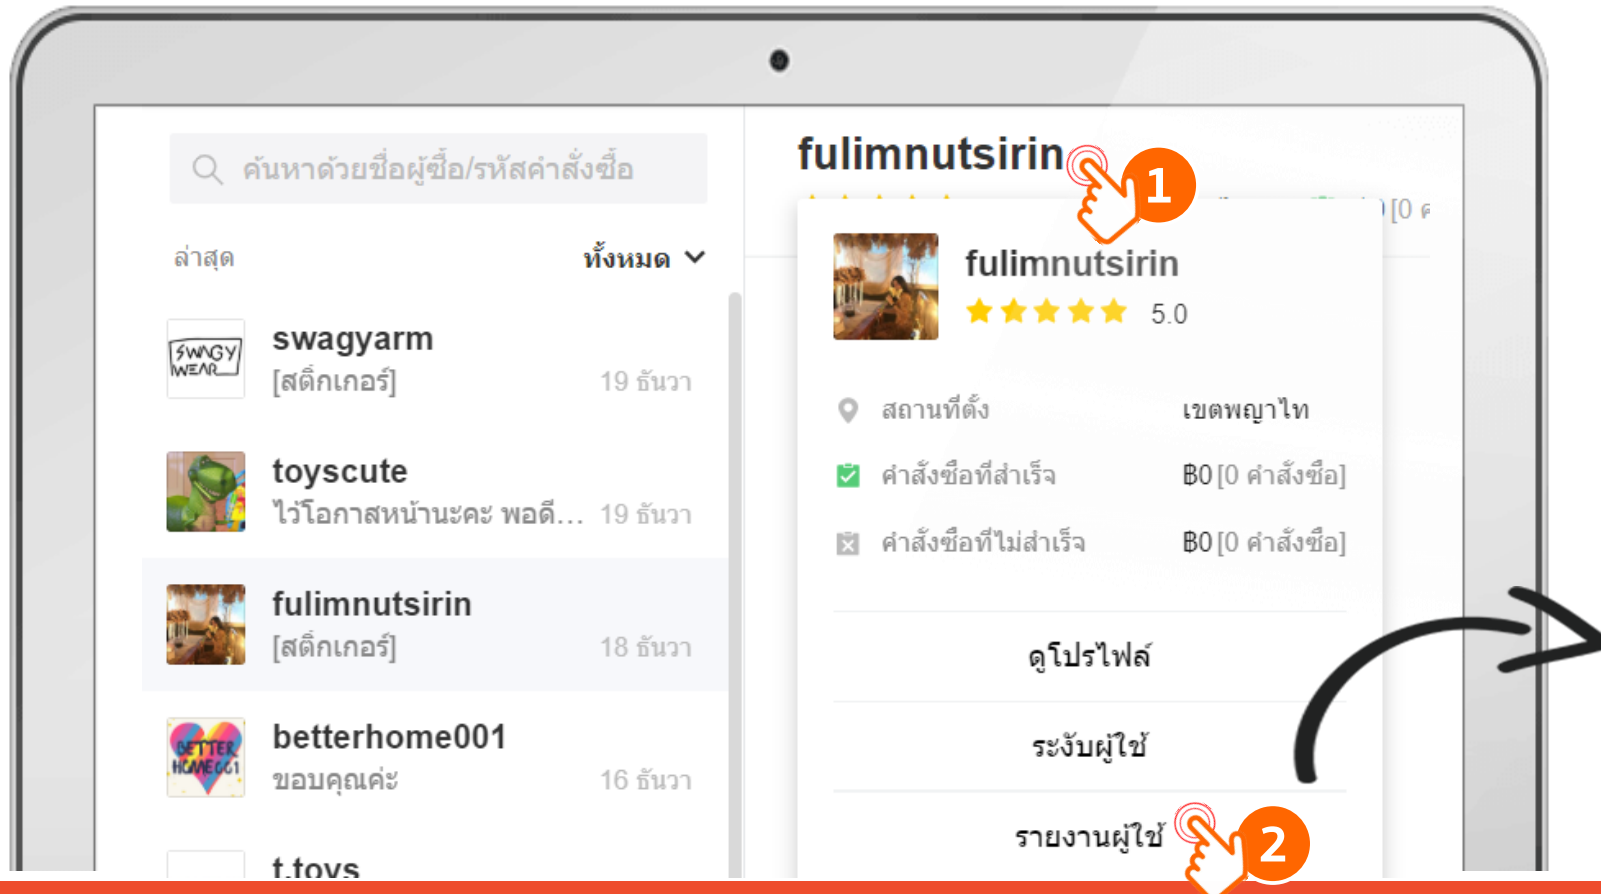 ค้นหาด้วยชื่อผู้ซื้อ/รหัสคำสั่งซื้อ
ล่าสุด
ทั้งหมด
SWAGY
WEAR
swagyarm
[สติ๊กเกอร์]
19 ธันวา
toyscute
ไว้โอกาสหน้านะคะ พอดี...
19 ธันวา
fulimnutsirin
[สติ๊กเกอร์]
18 ธันวา
BETTER
HOME001
betterhome001
ขอบคุณค่ะ
16 ธันวา
t.toys
fulimnutsirin
1
[0 ค
fulimnutsirin
5.0
สถานที่ตั้ง
เขตพญาไท
คำสั่งซื้อที่สำเร็จ
฿0 [0 คำสั่งซื้อ]
คำสั่งซื้อที่ไม่สำเร็จ
฿0 [0 คำสั่งซื้อ]
ดูโปรไฟล์
ระงับผู้ใช้
รายงานผู้ใช้
2